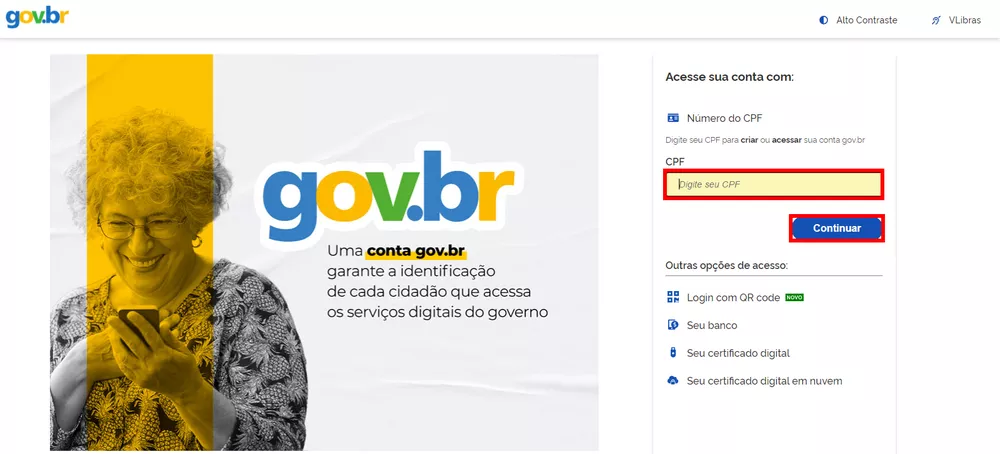 gov.br
Alto Contraste
VLibras
gov.br
Uma conta gov.br
garante a identificação
de cada cidadão que acessa
os serviços digitais do governo
Acesse sua conta com:
Número do CPF
Digite seu CPF para criar ou acessar sua conta gov.br
CPF
Digite seu CPF
Continuar
Outras opções de acesso:
Login com QR code NOVO
Seu banco
Seu certificado digital
Seu certificado digital em nuvem